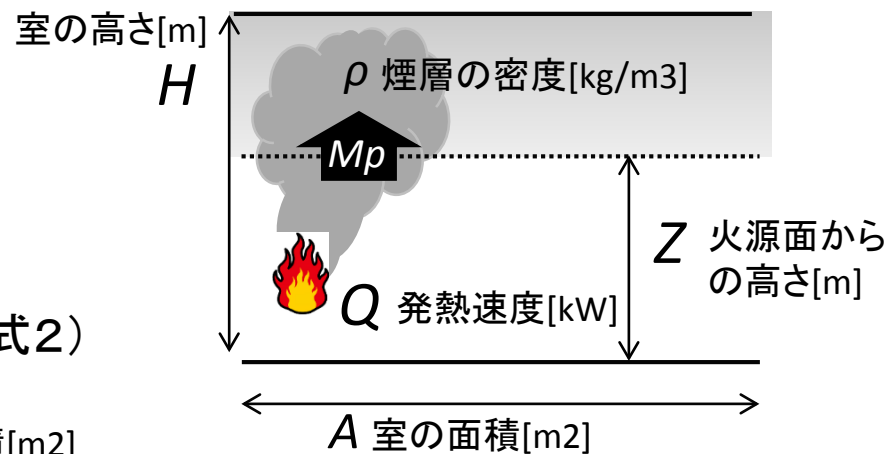 室の高さ[m]
H
ρ 煙層の密度[kg/m3]
Mp
Z 火源面から
の高さ[m]
Q 発熱速度[kW]
式2）
A 室の面積[m2]
[m2]